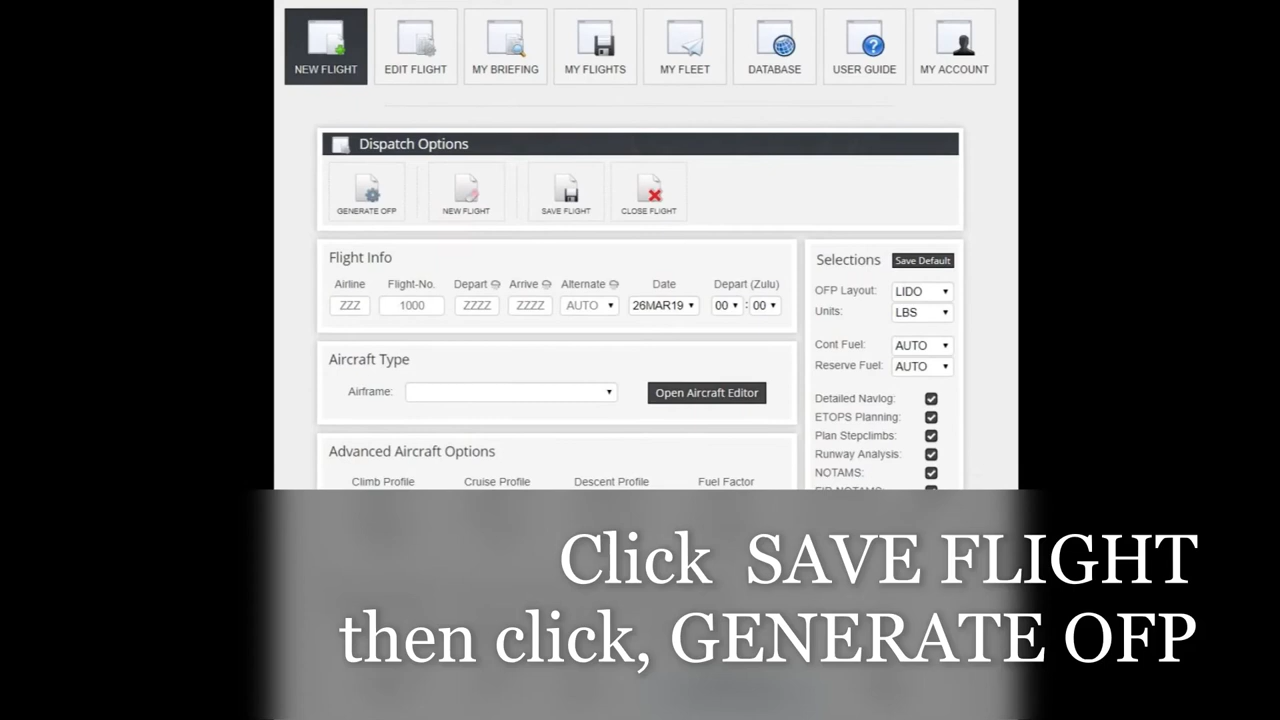 NEW FLIGHT EDIT FLIGHT MY BRIEFING MY FLIGHTS MY FLEET DATABASE USER GUIDE MY ACCOUNT
Dispatch Options
GENERATE OFP NEW FLIGHT SAVE FLIGHT CLOSE FLIGHT
Flight Info
Airline Flight-No. Depart Arrive Alternate Date Depart (Zulu)
ZZZ 1000 ZZZZ ZZZZ AUTO 26MAR19 00 : 00
Aircraft Type
Airframe: Open Aircraft Editor
Advanced Aircraft Options
Climb Profile Cruise Profile Descent Profile Fuel Factor
Selections Save Default
OFP Layout: LIDO
Units: LBS
Cont Fuel: AUTO
Reserve Fuel: AUTO
Detailed Navlog:
ETOPS Planning:
Plan Stepclimbs:
Runway Analysis:
NOTAMS:
Click SAVE FLIGHT
then click, GENERATE OFP